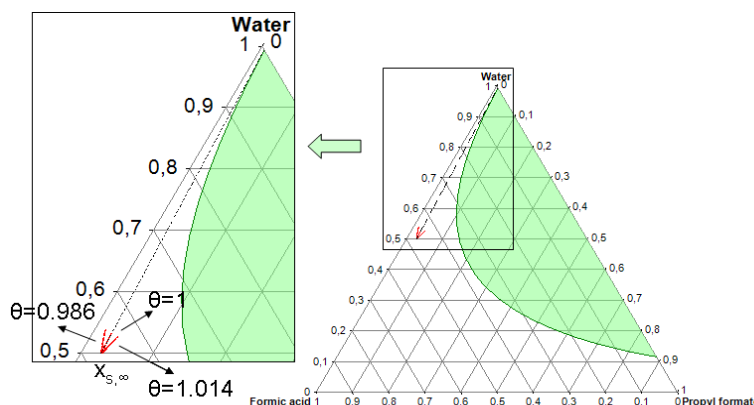 Water
1 0
0,9
0,8
0,7
0,6
θ=0.986
θ=1
0,5
xS,∞
θ=1.014
Water
1 0
0,9 0,1
0,8 0,2
0,7 0,3
0,6 0,4
0,5 0,5
0,4 0,6
0,3 0,7
0,2 0,8
0,1 0,9
0 1
Formic acid 1 0,9 0,8 0,7 0,6 0,5 0,4 0,3 0,2 0,1 0 Propyl format